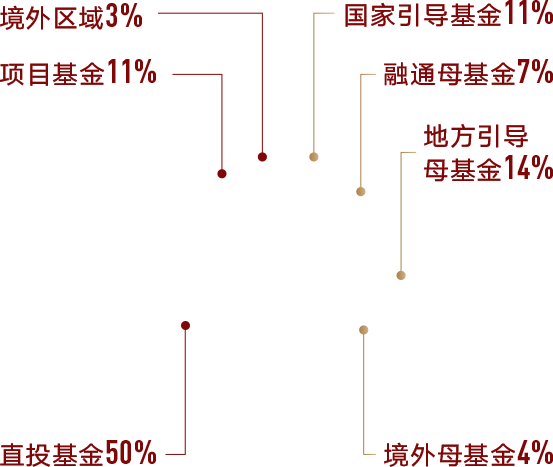 境外区域3%
国家引导基金11%
项目基金11%
融通母基金7%
地方引导
母基金14%
直投基金50%
境外母基金4%